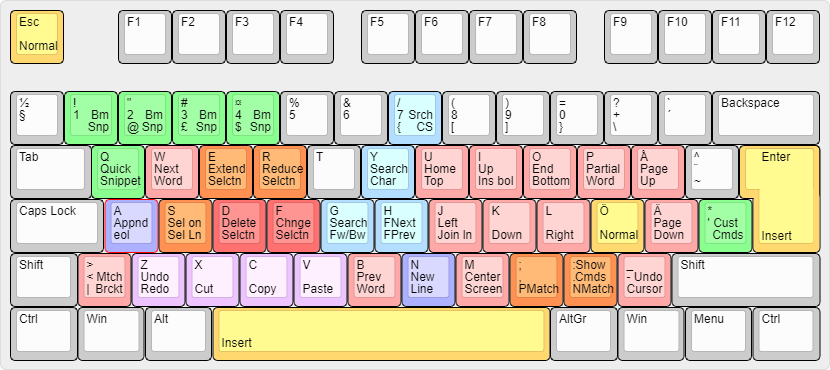 Esc F1 F2 F3 F4 F5 F6 F7 F8 F9 F10 F11 F12
Normal
½ ! " # ¤ % & / ( ) = ? ` Backspace
§ 1 Bm 2 Bm 3 Bm 4 Bm 5 6 7 Srch 8 9 0 + ´
Snp @ Snp £ Snp $ Snp { CS [ ] } \
Tab Q W E R T Y U I O P Å ^ Enter
Quick Next Extend Reduce Search Home Up End Partial Page ¨
Snippet Word Selctn Selctn Char Top Ins bol Bottom Word Up ~
Caps Lock A S D F G H J K L Ö Ä *
Appnd Sel on Delete Chnge Search FNext Left Page ' Cust
eol Sel Ln Selctn Selctn Fw/Bw FPrev Join In Down Right Normal Down Cmds Insert
Shift > Z X C V B N M ; :Show _ Shift
< Mtch Undo Prev New Center , Cmds - Undo
| Brckt Redo Cut Copy Paste Word Line Screen PMatch NMatch Cursor
Ctrl Win Alt AltGr Win Menu Ctrl
Insert